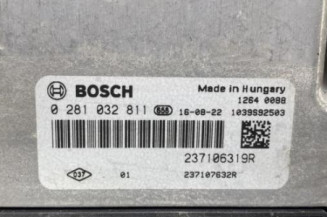 BOSCH
Made in Hungary
1264 0088
0 281 032 811 16-08-22 1039S92503
237106319R
01 237107632R